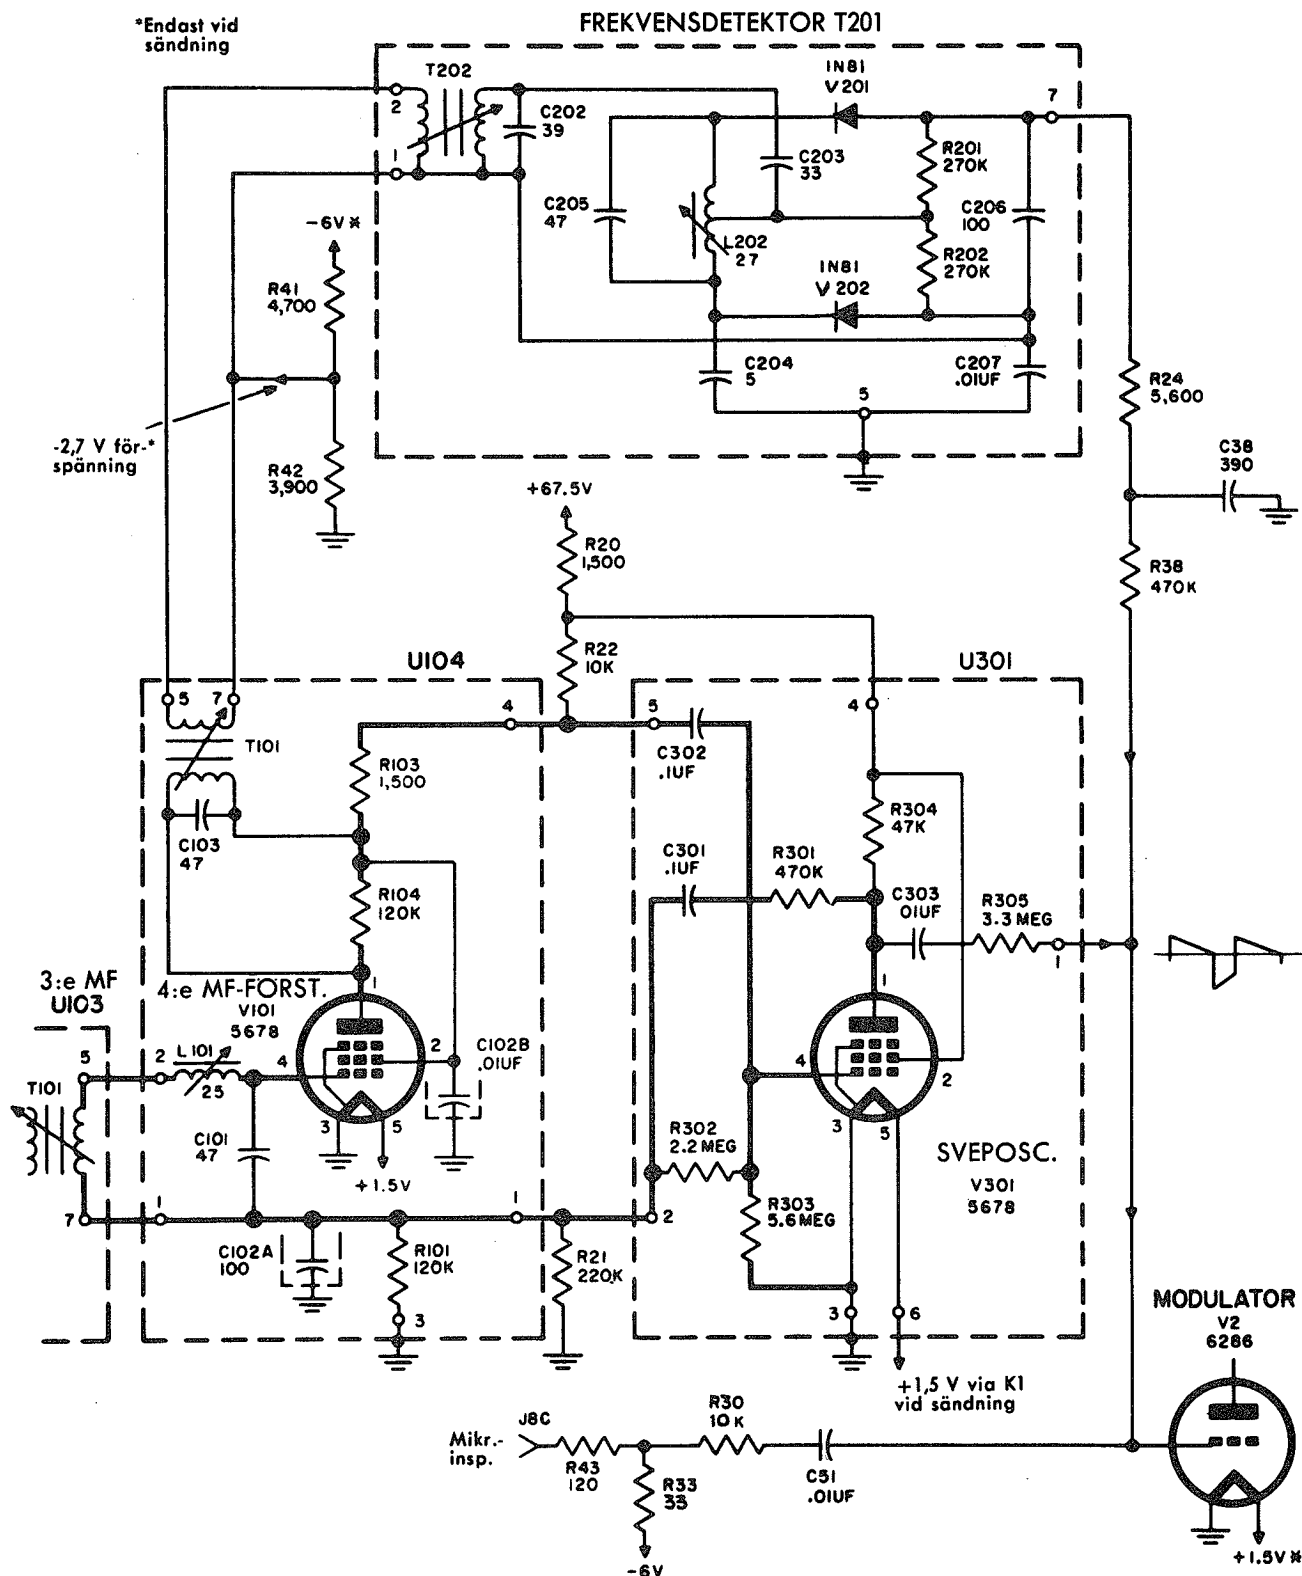 *Endast vid
sändning
FREKVENSDETEKTOR T201
T202
2
1
C202
39
1N81
V201
7
C203
33
R201
270K
C205
47
C206
100
L202
27
R202
270K
1N81
V202
-6V*
R41
4,700
C204
5
C207
.01UF
5
R24
5,600
-2,7 V för-*
spänning
R42
3,900
C38
390
+67.5V
R20
1,500
R38
470K
R22
10K
U104
U301
5
7
4
5
4
T101
C302
.1UF
R103
1,500
R304
47K
C103
47
C301
.1UF
R301
470K
R104
120K
C303
.01UF
R305
3.3 MEG
1
3:e MF
U103
4:e MF-FÖRST.
V101
5678
1
1
5
2
L101
25
4
2
C102B
.01UF
4
2
T101
3
5
+1.5V
C101
47
R302
2.2 MEG
3
5
SVEPOSC.
V301
5678
7
1
1
2
R303
5.6 MEG
C102A
100
R101
120K
R21
220K
3
3
6
MODULATOR
V2
6286
+1,5 V via K1
vid sändning
J8C
R30
10 K
Mikr.-
insp.
R43
120
R33
33
C51
.01UF
-6V
+1.5V*